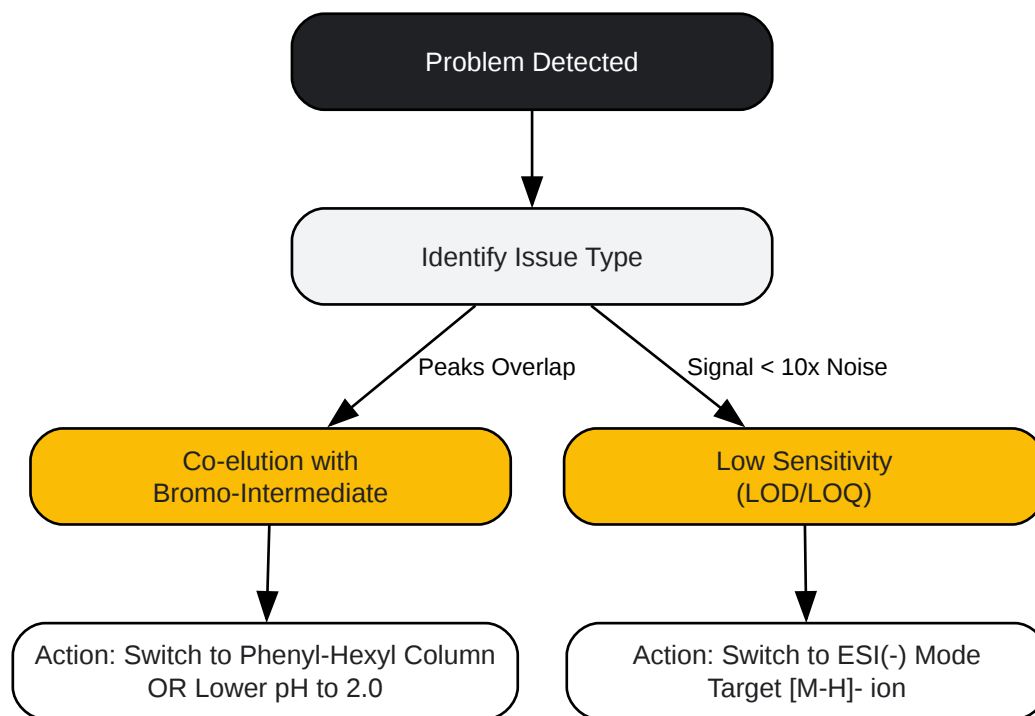 Problem Detected
Identify Issue Type
Peaks Overlap
Signal < 10x Noise
Co-elution with
Bromo-Intermediate
Low Sensitivity
(LOD/LOQ)
Action: Switch to Phenyl-Hexyl Column
OR Lower pH to 2.0
Action: Switch to ESI(-) Mode
Target [M-H]- ion